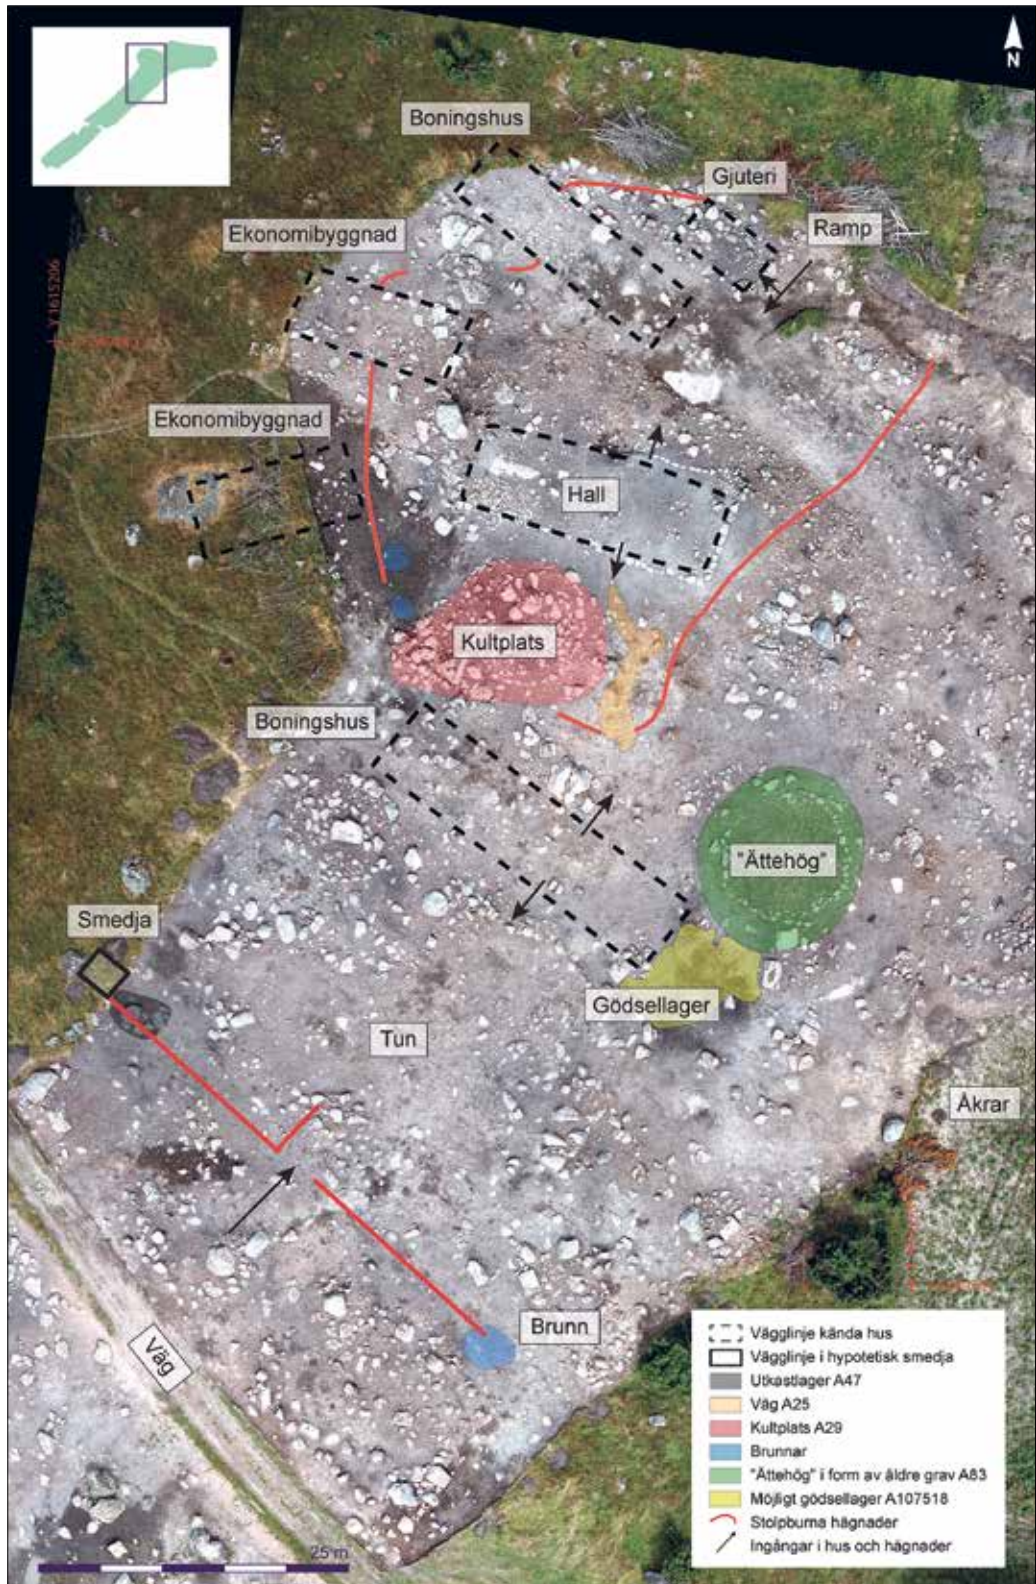 N
Boningshus
Gjuteri
Ekonomibyggnad
Ramp
Y 1615206
Ekonomibyggnad
Hall
Kultplats
Boningshus
"Ättehög"
Smedja
Gödsellager
Tun
Åkrar
Brunn
Väg
Vägglinje kända hus
Vägglinje i hypotetisk smedja
Utkastlager A47
Väg A25
Kultplats A29
Brunnar
"Ättehög" i form av äldre grav A83
Möjligt gödsellager A107518
Stolpburna hägnader
Ingångar i hus och hägnader
25 m